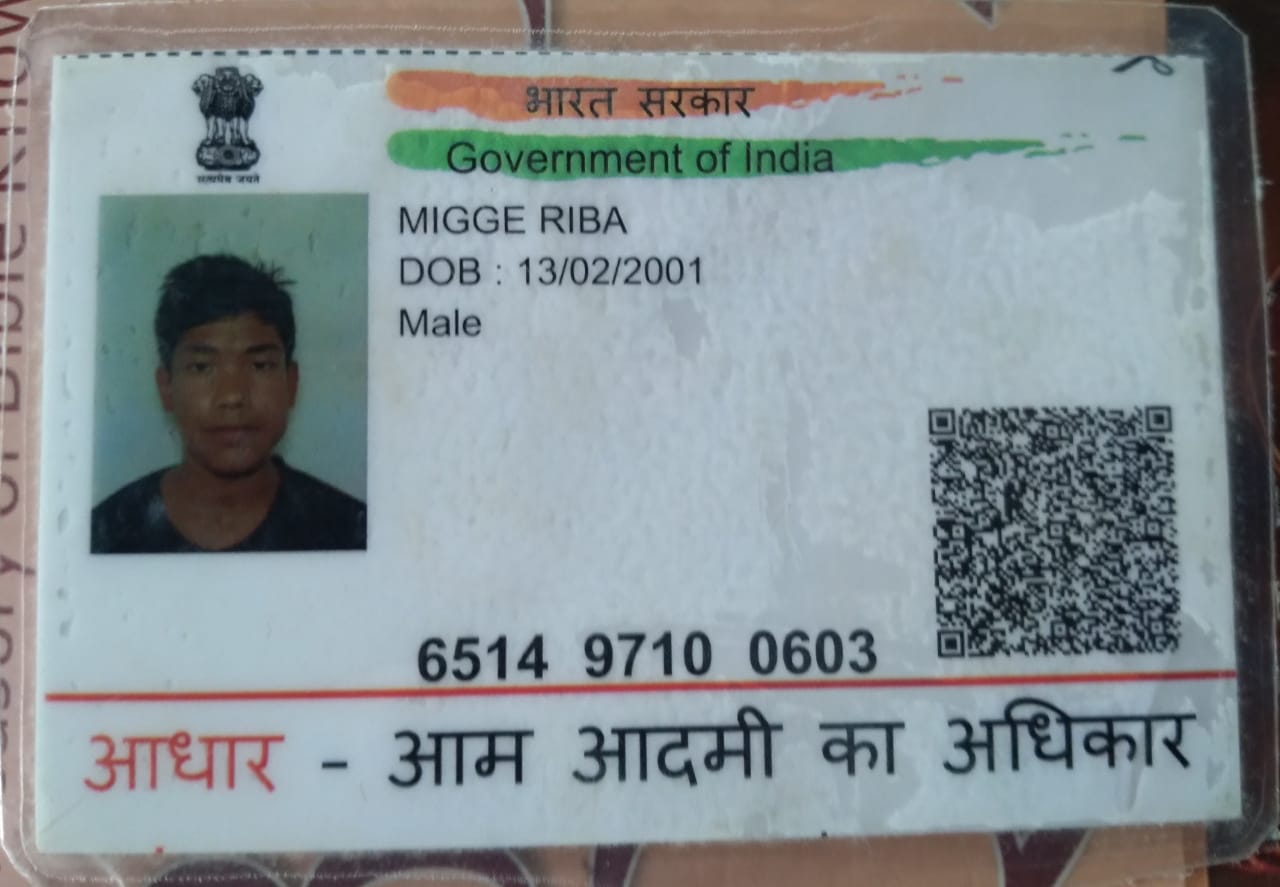 सत्यमेव जयते
भारत सरकार
Government of India
MIGGE RIBA
DOB : 13/02/2001
Male
6514 9710 0603
आधार - आम आदमी का अधिकार